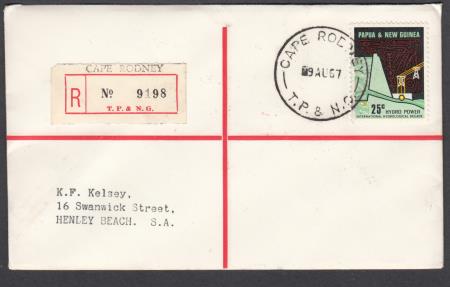 CAPE RODNEY
R No 9198
T. P. & N. G.
CAPE RODNEY
9 AU 67
T.P. & N.G.
PAPUA & NEW GUINEA
25c HYDRO POWER
INTERNATIONAL HYDROLOGICAL DECADE
K.F. Kelsey,
16 Swanwick Street,
HENLEY BEACH. S.A.